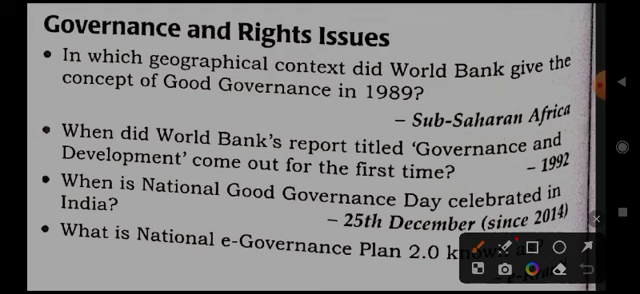 Governance and Rights Issues
• In which geographical context did World Bank give the
concept of Good Governance in 1989?
– Sub-Saharan Africa
• When did World Bank's report titled 'Governance and
Development' come out for the first time?
– 1992
• When is National Good Governance Day celebrated in
India?
– 25th December (since 2014)
• What is National e-Governance Plan 2.0